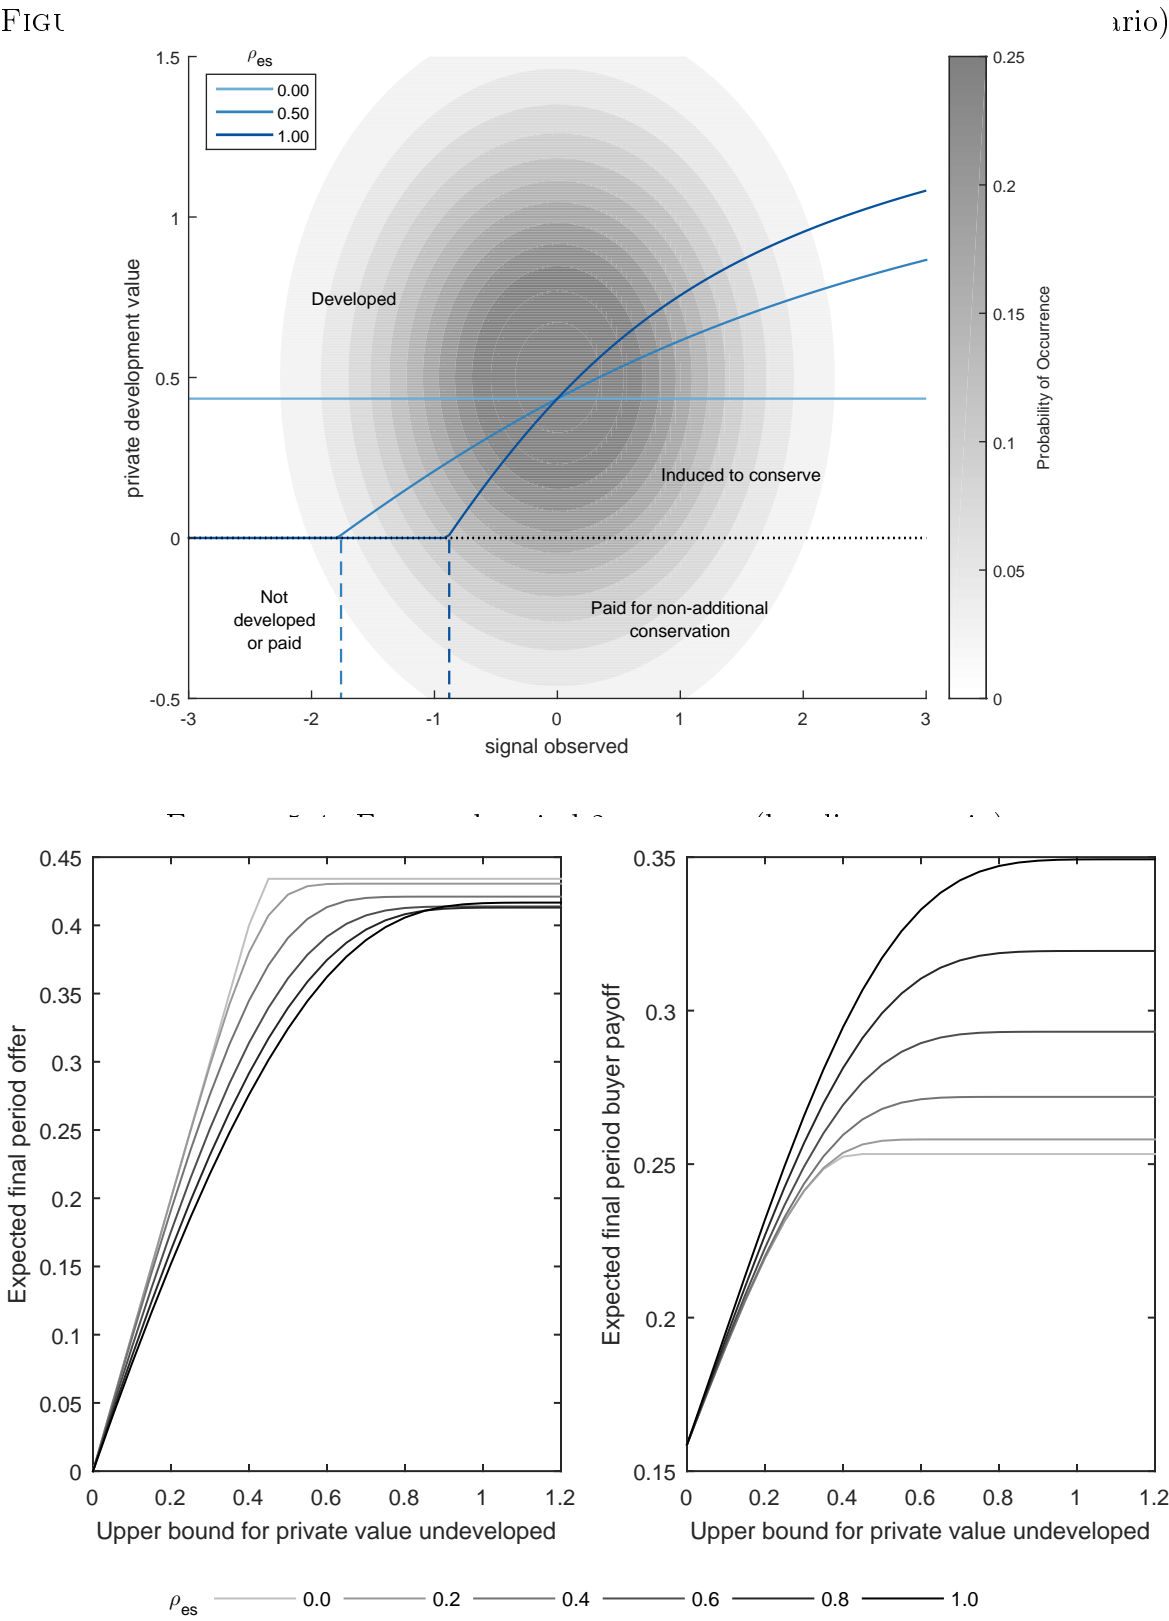 FIGU
ario)
ρes
0.00
0.50
1.00
1.5
1
0.5
0
-0.5
private development value
Developed
Induced to conserve
Not
developed
or paid
Paid for non-additional
conservation
-3 -2 -1 0 1 2 3
signal observed
0.25
0.2
0.15
0.1
0.05
0
Probability of Occurrence
0.45
0.4
0.35
0.3
0.25
0.2
0.15
0.1
0.05
0
Expected final period offer
0 0.2 0.4 0.6 0.8 1 1.2
Upper bound for private value undeveloped
0.35
0.3
0.25
0.2
0.15
Expected final period buyer payoff
0 0.2 0.4 0.6 0.8 1 1.2
Upper bound for private value undeveloped
ρes 0.0 0.2 0.4 0.6 0.8 1.0